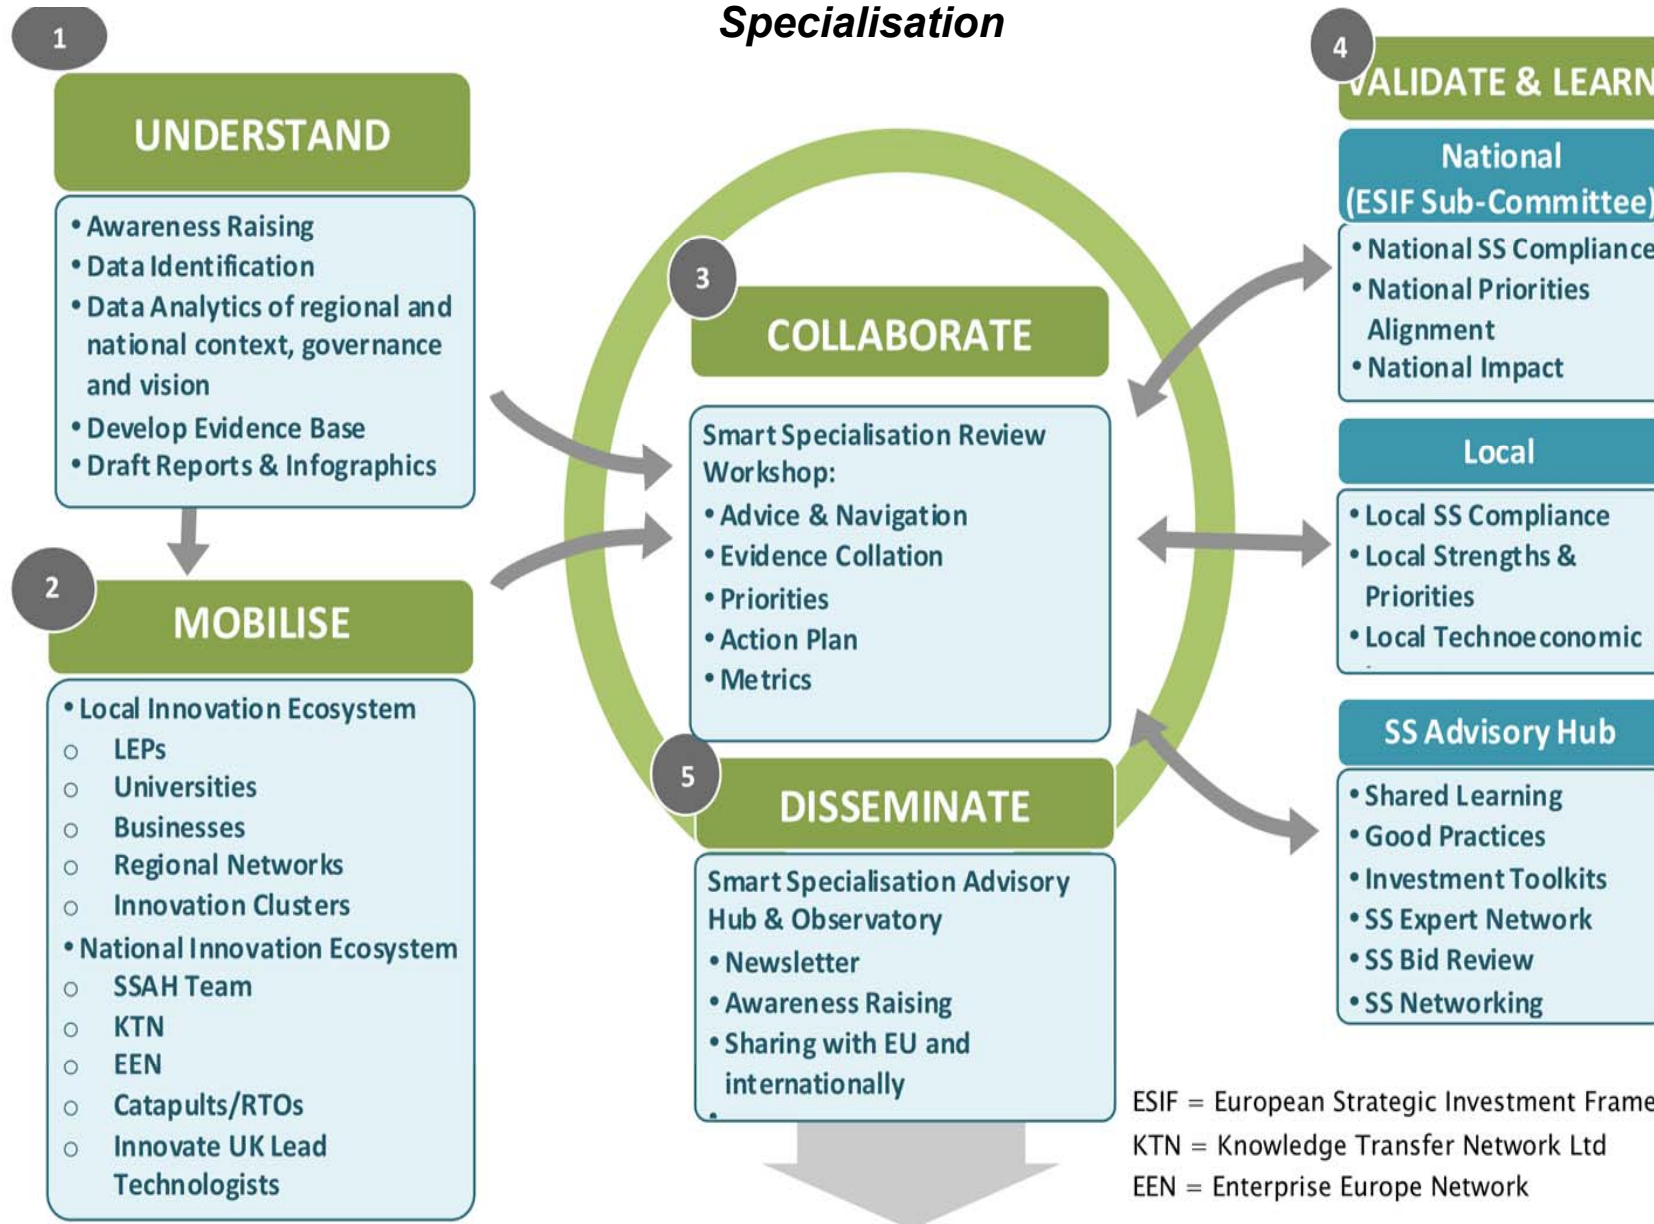 Specialisation
1
UNDERSTAND
• Awareness Raising
• Data Identification
• Data Analytics of regional and
national context, governance
and vision
• Develop Evidence Base
• Draft Reports & Infographics
2
MOBILISE
• Local Innovation Ecosystem
o LEPs
o Universities
o Businesses
o Regional Networks
o Innovation Clusters
• National Innovation Ecosystem
o SSAH Team
o KTN
o EEN
o Catapults/RTOs
o Innovate UK Lead
Technologists
3
COLLABORATE
Smart Specialisation Review
Workshop:
• Advice & Navigation
• Evidence Collation
• Priorities
• Action Plan
• Metrics
5
DISSEMINATE
Smart Specialisation Advisory
Hub & Observatory
• Newsletter
• Awareness Raising
• Sharing with EU and
internationally
•
4
VALIDATE & LEARN
National
(ESIF Sub-Committee)
• National SS Compliance
• National Priorities
Alignment
• National Impact
Local
• Local SS Compliance
• Local Strengths &
Priorities
• Local Technoeconomic
SS Advisory Hub
• Shared Learning
• Good Practices
• Investment Toolkits
• SS Expert Network
• SS Bid Review
• SS Networking
ESIF = European Strategic Investment Frame
KTN = Knowledge Transfer Network Ltd
EEN = Enterprise Europe Network